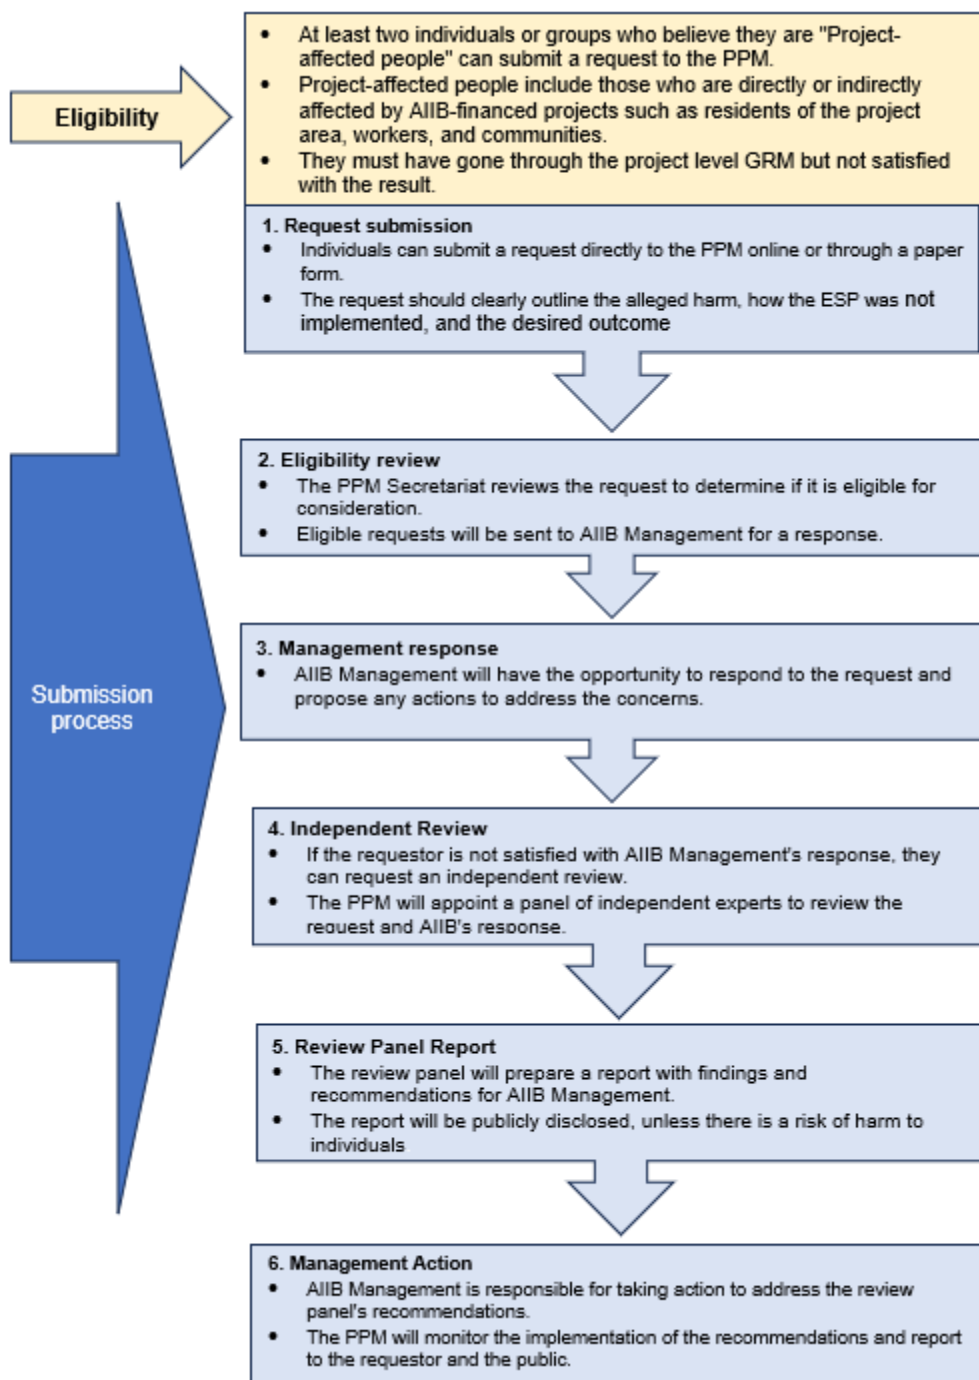 Eligibility
• At least two individuals or groups who believe they are "Project-
affected people" can submit a request to the PPM.
• Project-affected people include those who are directly or indirectly
affected by AIIB-financed projects such as residents of the project
area, workers, and communities.
• They must have gone through the project level GRM but not satisfied
with the result.
Submission
process
1. Request submission
• Individuals can submit a request directly to the PPM online or through a paper
form.
• The request should clearly outline the alleged harm, how the ESP was not
implemented, and the desired outcome
2. Eligibility review
• The PPM Secretariat reviews the request to determine if it is eligible for
consideration.
• Eligible requests will be sent to AIIB Management for a response.
3. Management response
• AIIB Management will have the opportunity to respond to the request and
propose any actions to address the concerns.
4. Independent Review
• If the requestor is not satisfied with AIIB Management's response, they
can request an independent review.
• The PPM will appoint a panel of independent experts to review the
request and AIIB's response.
5. Review Panel Report
• The review panel will prepare a report with findings and
recommendations for AIIB Management.
• The report will be publicly disclosed, unless there is a risk of harm to
individuals
6. Management Action
• AIIB Management is responsible for taking action to address the review
panel's recommendations.
• The PPM will monitor the implementation of the recommendations and report
to the requestor and the public.